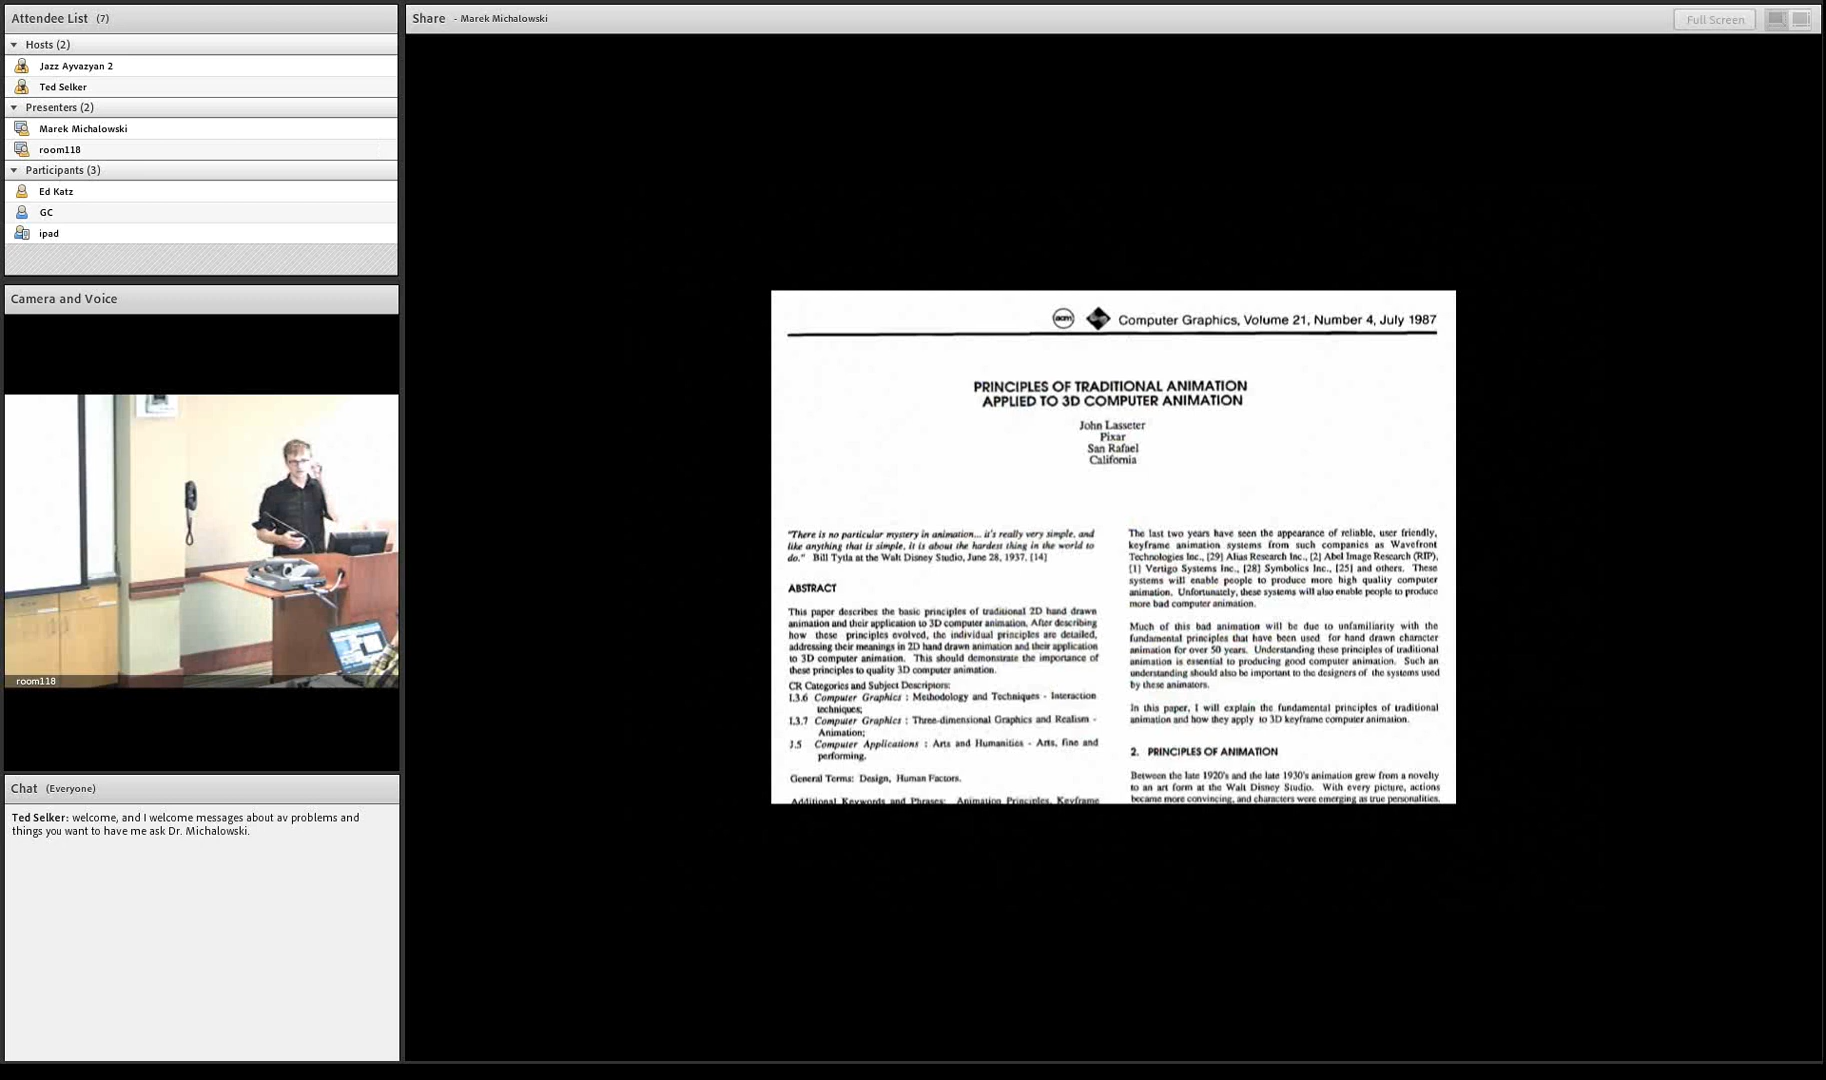 Attendee List (7)
Hosts (2)
Jazz Ayvazyan 2
Ted Selker
Presenters (2)
Marek Michalowski
room118
Participants (3)
Ed Katz
GC
ipad
Camera and Voice
room118
Chat (Everyone)
Ted Selker: welcome, and I welcome messages about av problems and
things you want to have me ask Dr. Michalowski.
Share - Marek Michalowski
Full Screen
acm
Computer Graphics, Volume 21, Number 4, July 1987
PRINCIPLES OF TRADITIONAL ANIMATION
APPLIED TO 3D COMPUTER ANIMATION
John Lasseter
Pixar
San Rafael
California
"There is no particular mystery in animation... it's really very simple, and
like anything that is simple, it is about the hardest thing in the world to
do." Bill Tytla at the Walt Disney Studio, June 28, 1937. [14]
ABSTRACT
This paper describes the basic principles of traditional 2D hand drawn
animation and their application to 3D computer animation. After describing
how these principles evolved, the individual principles are detailed,
addressing their meanings in 2D hand drawn animation and their application
to 3D computer animation. This should demonstrate the importance of
these principles to quality 3D computer animation.
CR Categories and Subject Descriptors:
I.3.6 Computer Graphics : Methodology and Techniques - Interaction
techniques;
I.3.7 Computer Graphics : Three-dimensional Graphics and Realism -
Animation;
J.5 Computer Applications : Arts and Humanities - Arts, fine and
performing.
General Terms: Design, Human Factors.
Additional Keywords and Phrases: Animation Principles, Keyframe
The last two years have seen the appearance of reliable, user friendly,
keyframe animation systems from such companies as Wavefront
Technologies Inc., [29] Alias Research Inc., [2] Abel Image Research (RIP),
[1] Vertigo Systems Inc., [28] Symbolics Inc., [25] and others. These
systems will enable people to produce more high quality computer
animation. Unfortunately, these systems will also enable people to produce
more bad computer animation.
Much of this bad animation will be due to unfamiliarity with the
fundamental principles that have been used for hand drawn character
animation for over 50 years. Understanding these principles of traditional
animation is essential to producing good computer animation. Such an
understanding should also be important to the designers of the systems used
by these animators.
In this paper, I will explain the fundamental principles of traditional
animation and how they apply to 3D keyframe computer animation.
2. PRINCIPLES OF ANIMATION
Between the late 1920's and the late 1930's animation grew from a novelty
to an art form at the Walt Disney Studio. With every picture, actions
became more convincing, and characters were emerging as true personalities.